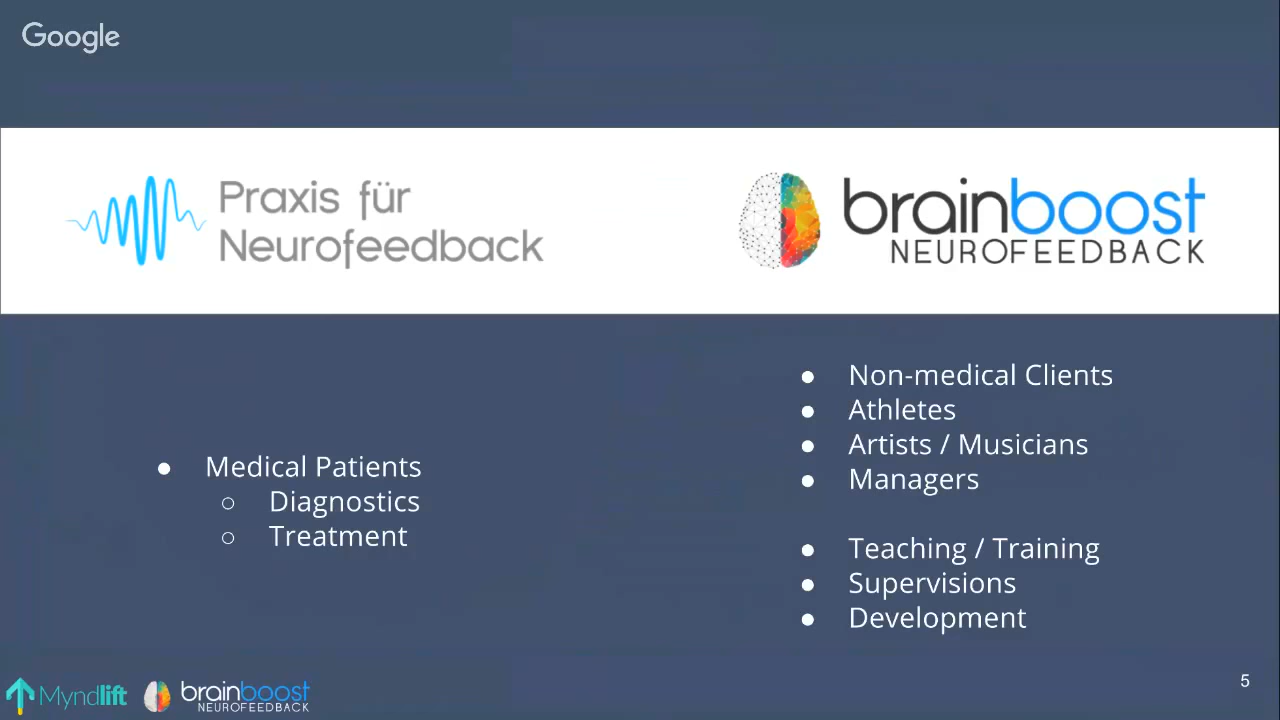 Google
Praxis für
Neurofeedback
brainboost
NEUROFEEDBACK
● Medical Patients
○ Diagnostics
○ Treatment
● Non-medical Clients
● Athletes
● Artists / Musicians
● Managers
● Teaching / Training
● Supervisions
● Development
Myndlift
brainboost
NEUROFEEDBACK
5